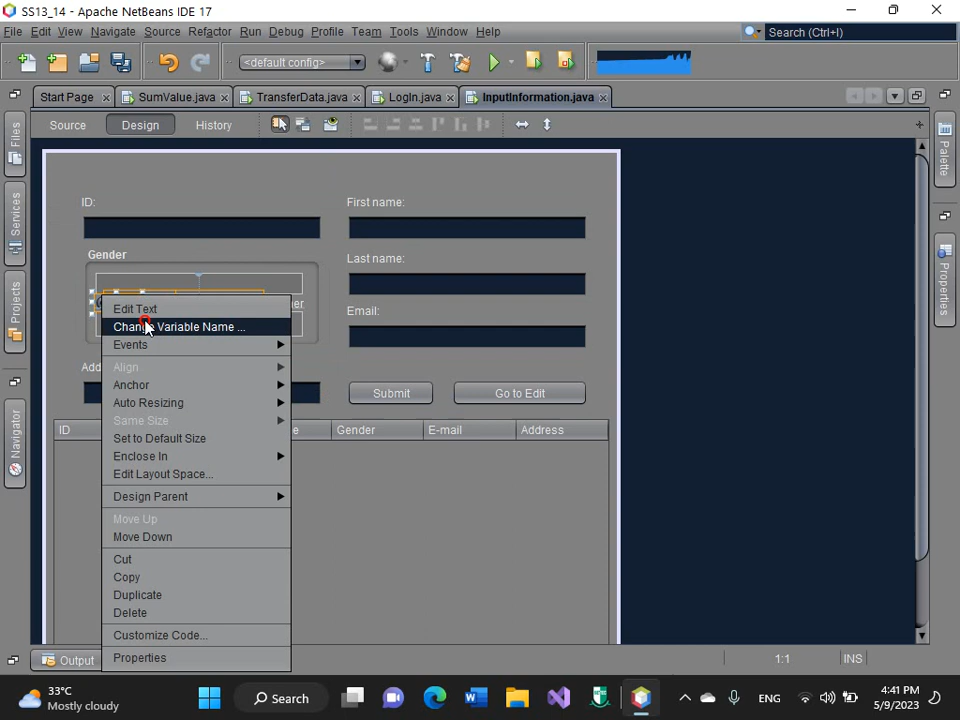 SS13_14 - Apache NetBeans IDE 17
File Edit View Navigate Source Refactor Run Debug Profile Team Tools Window Help
Search (Ctrl+I)
<default config>
Start Page
SumValue.java
TransferData.java
LogIn.java
InputInformation.java
Source
Design
History
Files
Services
Projects
Navigator
Palette
Properties
ID:
First name:
Gender
Last name:
Email:
Submit
Go to Edit
ID
Gender
E-mail
Address
Edit Text
Change Variable Name ...
Events
Align
Anchor
Auto Resizing
Same Size
Set to Default Size
Enclose In
Edit Layout Space...
Design Parent
Move Up
Move Down
Cut
Copy
Duplicate
Delete
Customize Code...
Properties
Output
1:1
INS
33°C
Mostly cloudy
Search
ENG
4:41 PM
5/9/2023